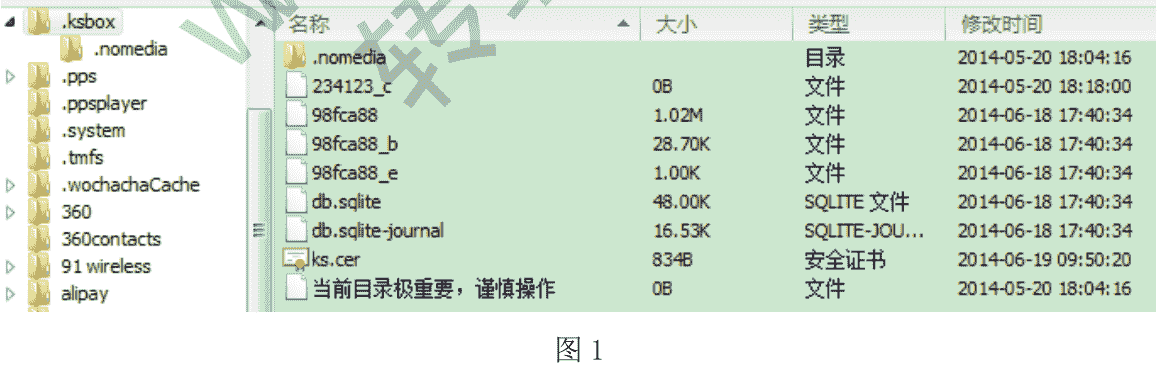 .ksbox
.nomedia
.pps
.ppsplayer
.system
.tmfs
.wochachaCache
360
360contacts
91 wireless
alipay
名称 大小 类型 修改时间
.nomedia 目录 2014-05-20 18:04:16
234123_c 0B 文件 2014-05-20 18:18:00
98fca88 1.02M 文件 2014-06-18 17:40:34
98fca88_b 28.70K 文件 2014-06-18 17:40:34
98fca88_e 1.00K 文件 2014-06-18 17:40:34
db.sqlite 48.00K SQLITE 文件 2014-06-18 17:40:34
db.sqlite-journal 16.53K SQLITE-JOU... 2014-06-18 17:40:34
ks.cer 834B 安全证书 2014-06-19 09:50:20
当前目录极重要，谨慎操作 0B 文件 2014-05-20 18:04:16
图 1